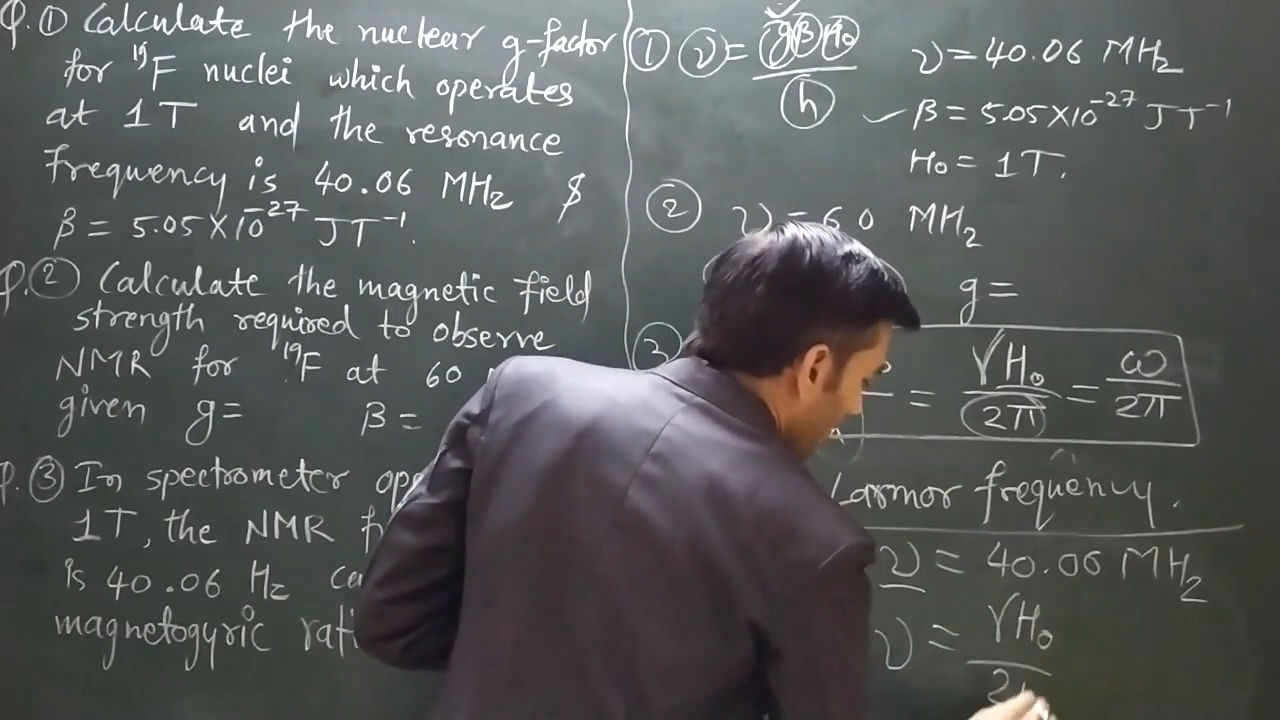 Q.① Calculate the nuclear g-factor
for ¹⁹F nuclei which operates
at 1T and the resonance
frequency is 40.06 MHz &
β = 5.05×10⁻²⁷ JT⁻¹.
Q.② Calculate the magnetic field
strength required to observe
NMR for ¹⁹F at 60
given g= β =
Q.③ In spectrometer
1T, the NMR
is 40.06 Hz
magnetogyric
① ν = gβH₀/h
ν = 40.06 MHz
β = 5.05×10⁻²⁷ JT⁻¹
H₀ = 1T.
② ν = 60 MHz
g =
③
= γH₀/2π = ω/2π
Larmor frequency.
ν = 40.06 MHz
ν = γH₀